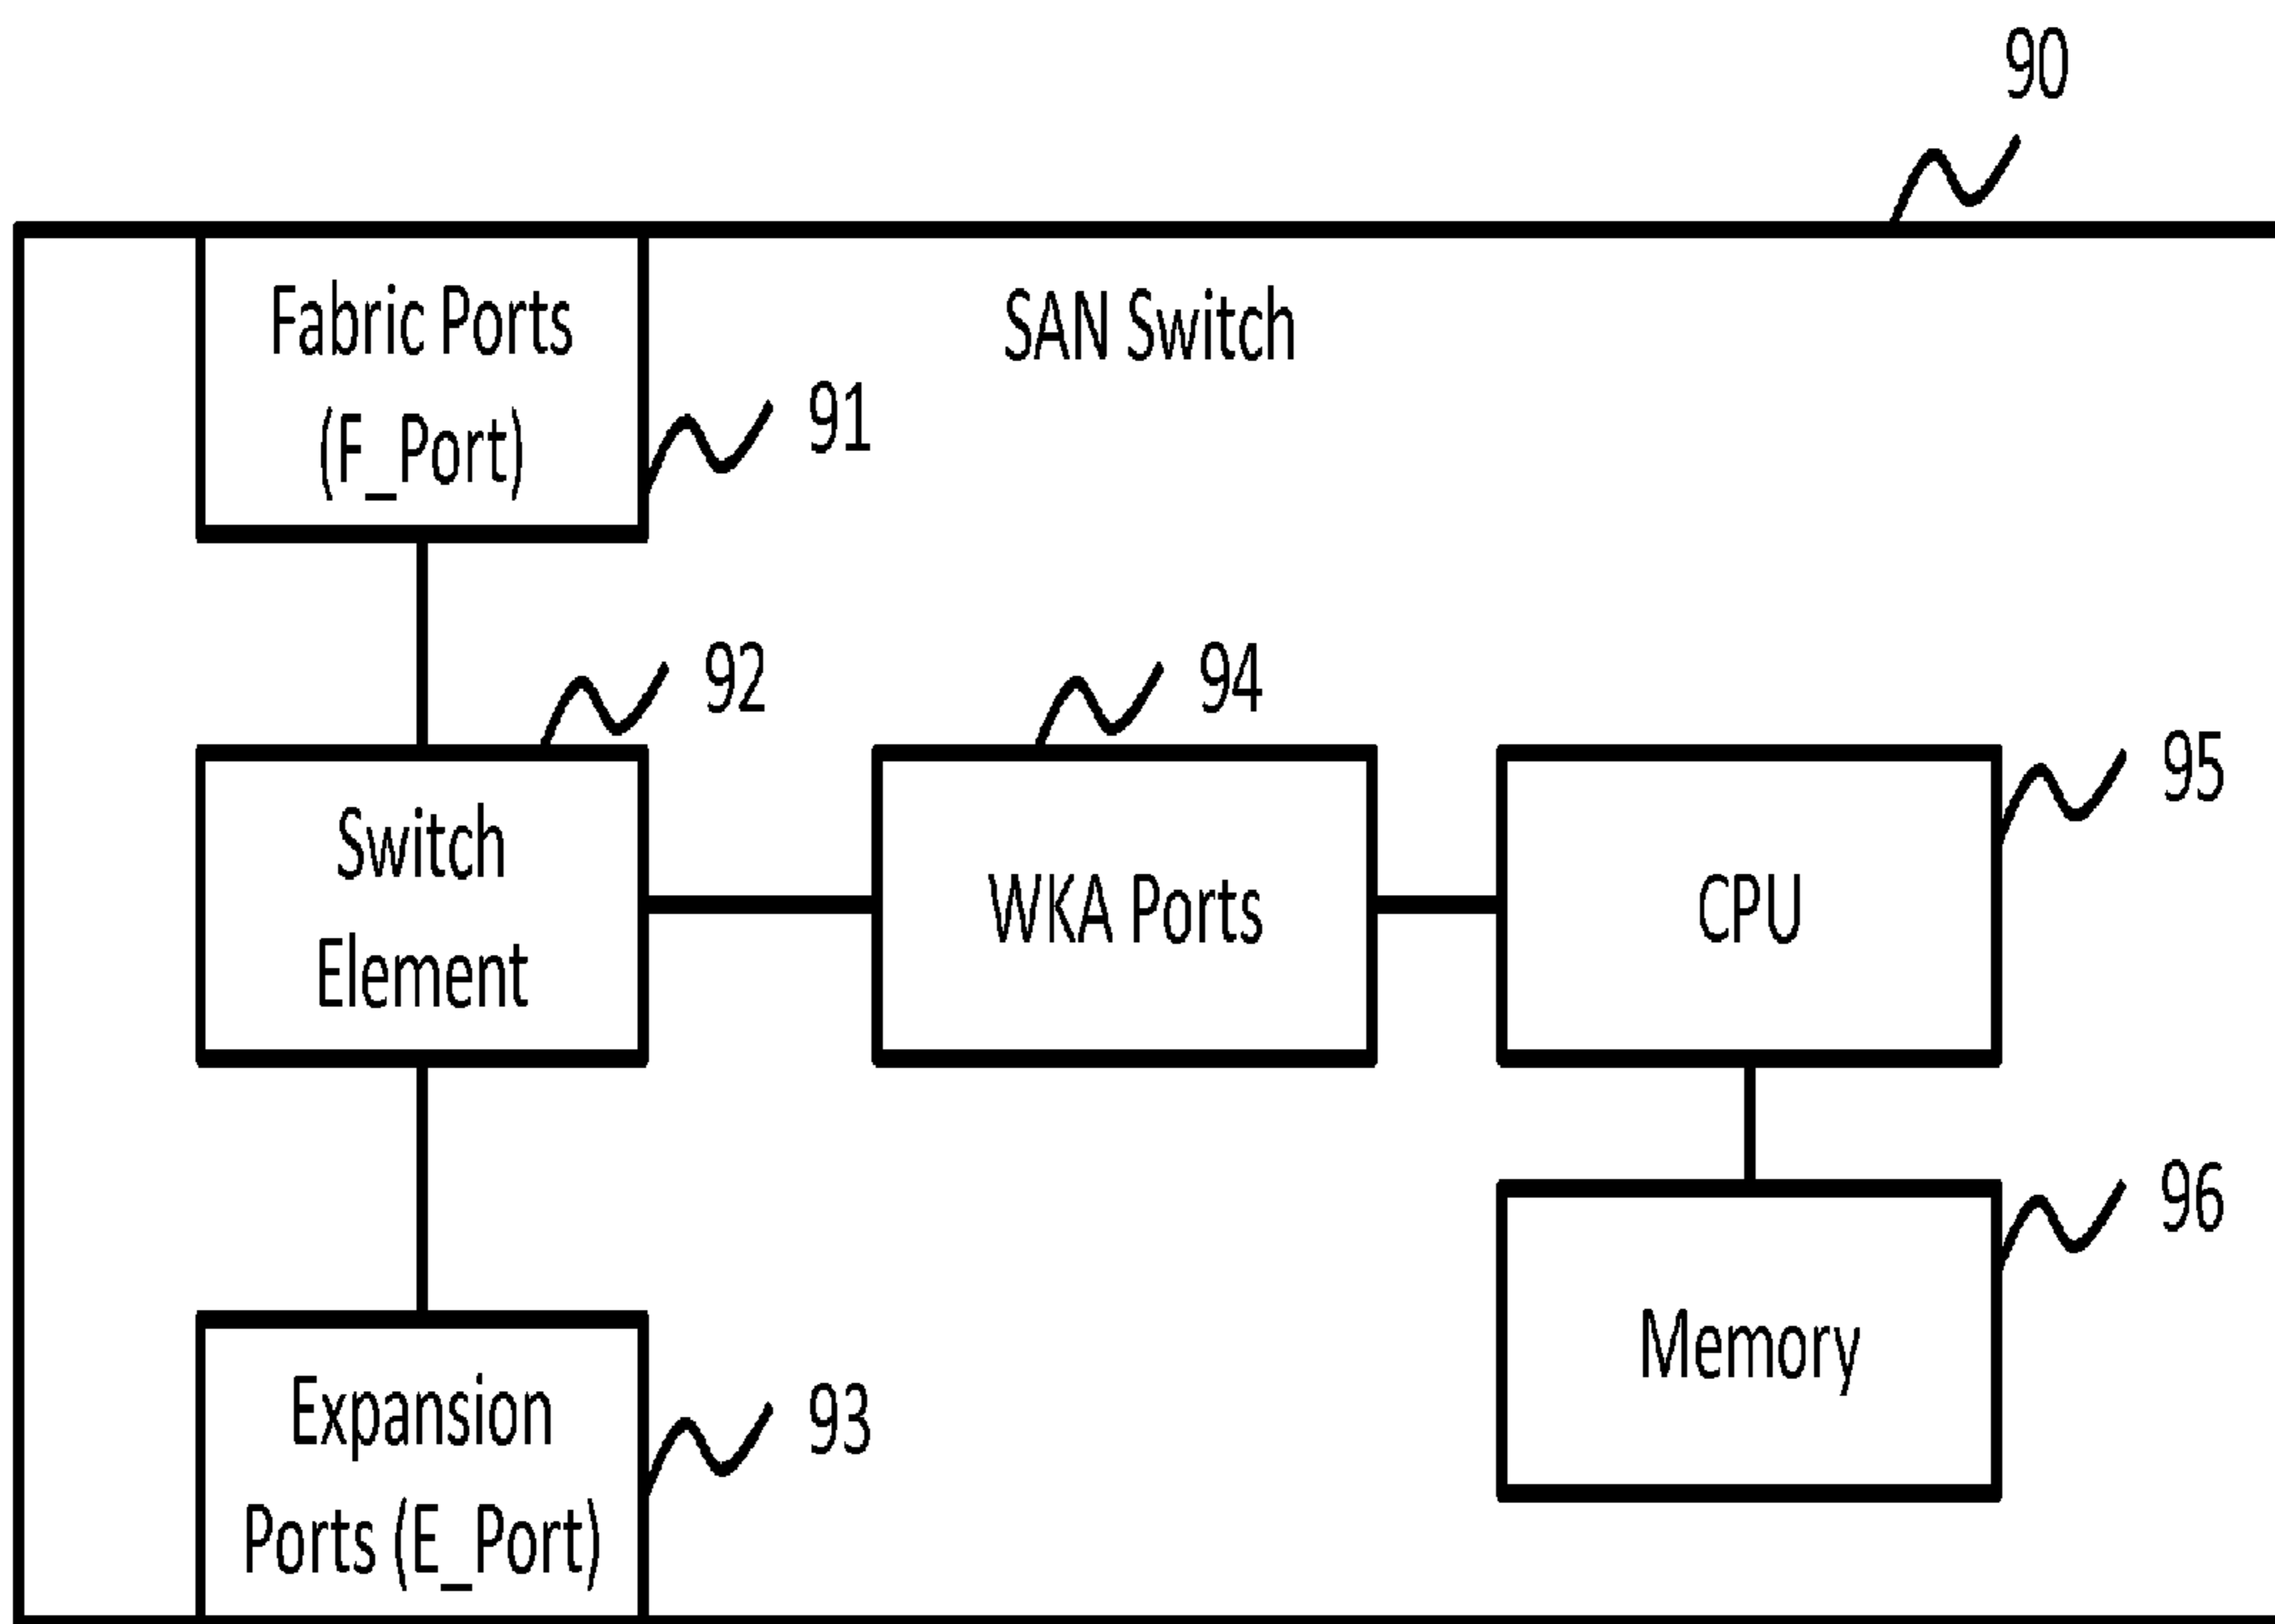 90
Fabric Ports
(F_Port)
91
SAN Switch
92
94
95
Switch
Element
WKA Ports
CPU
96
Memory
Expansion
Ports (E_Port)
93